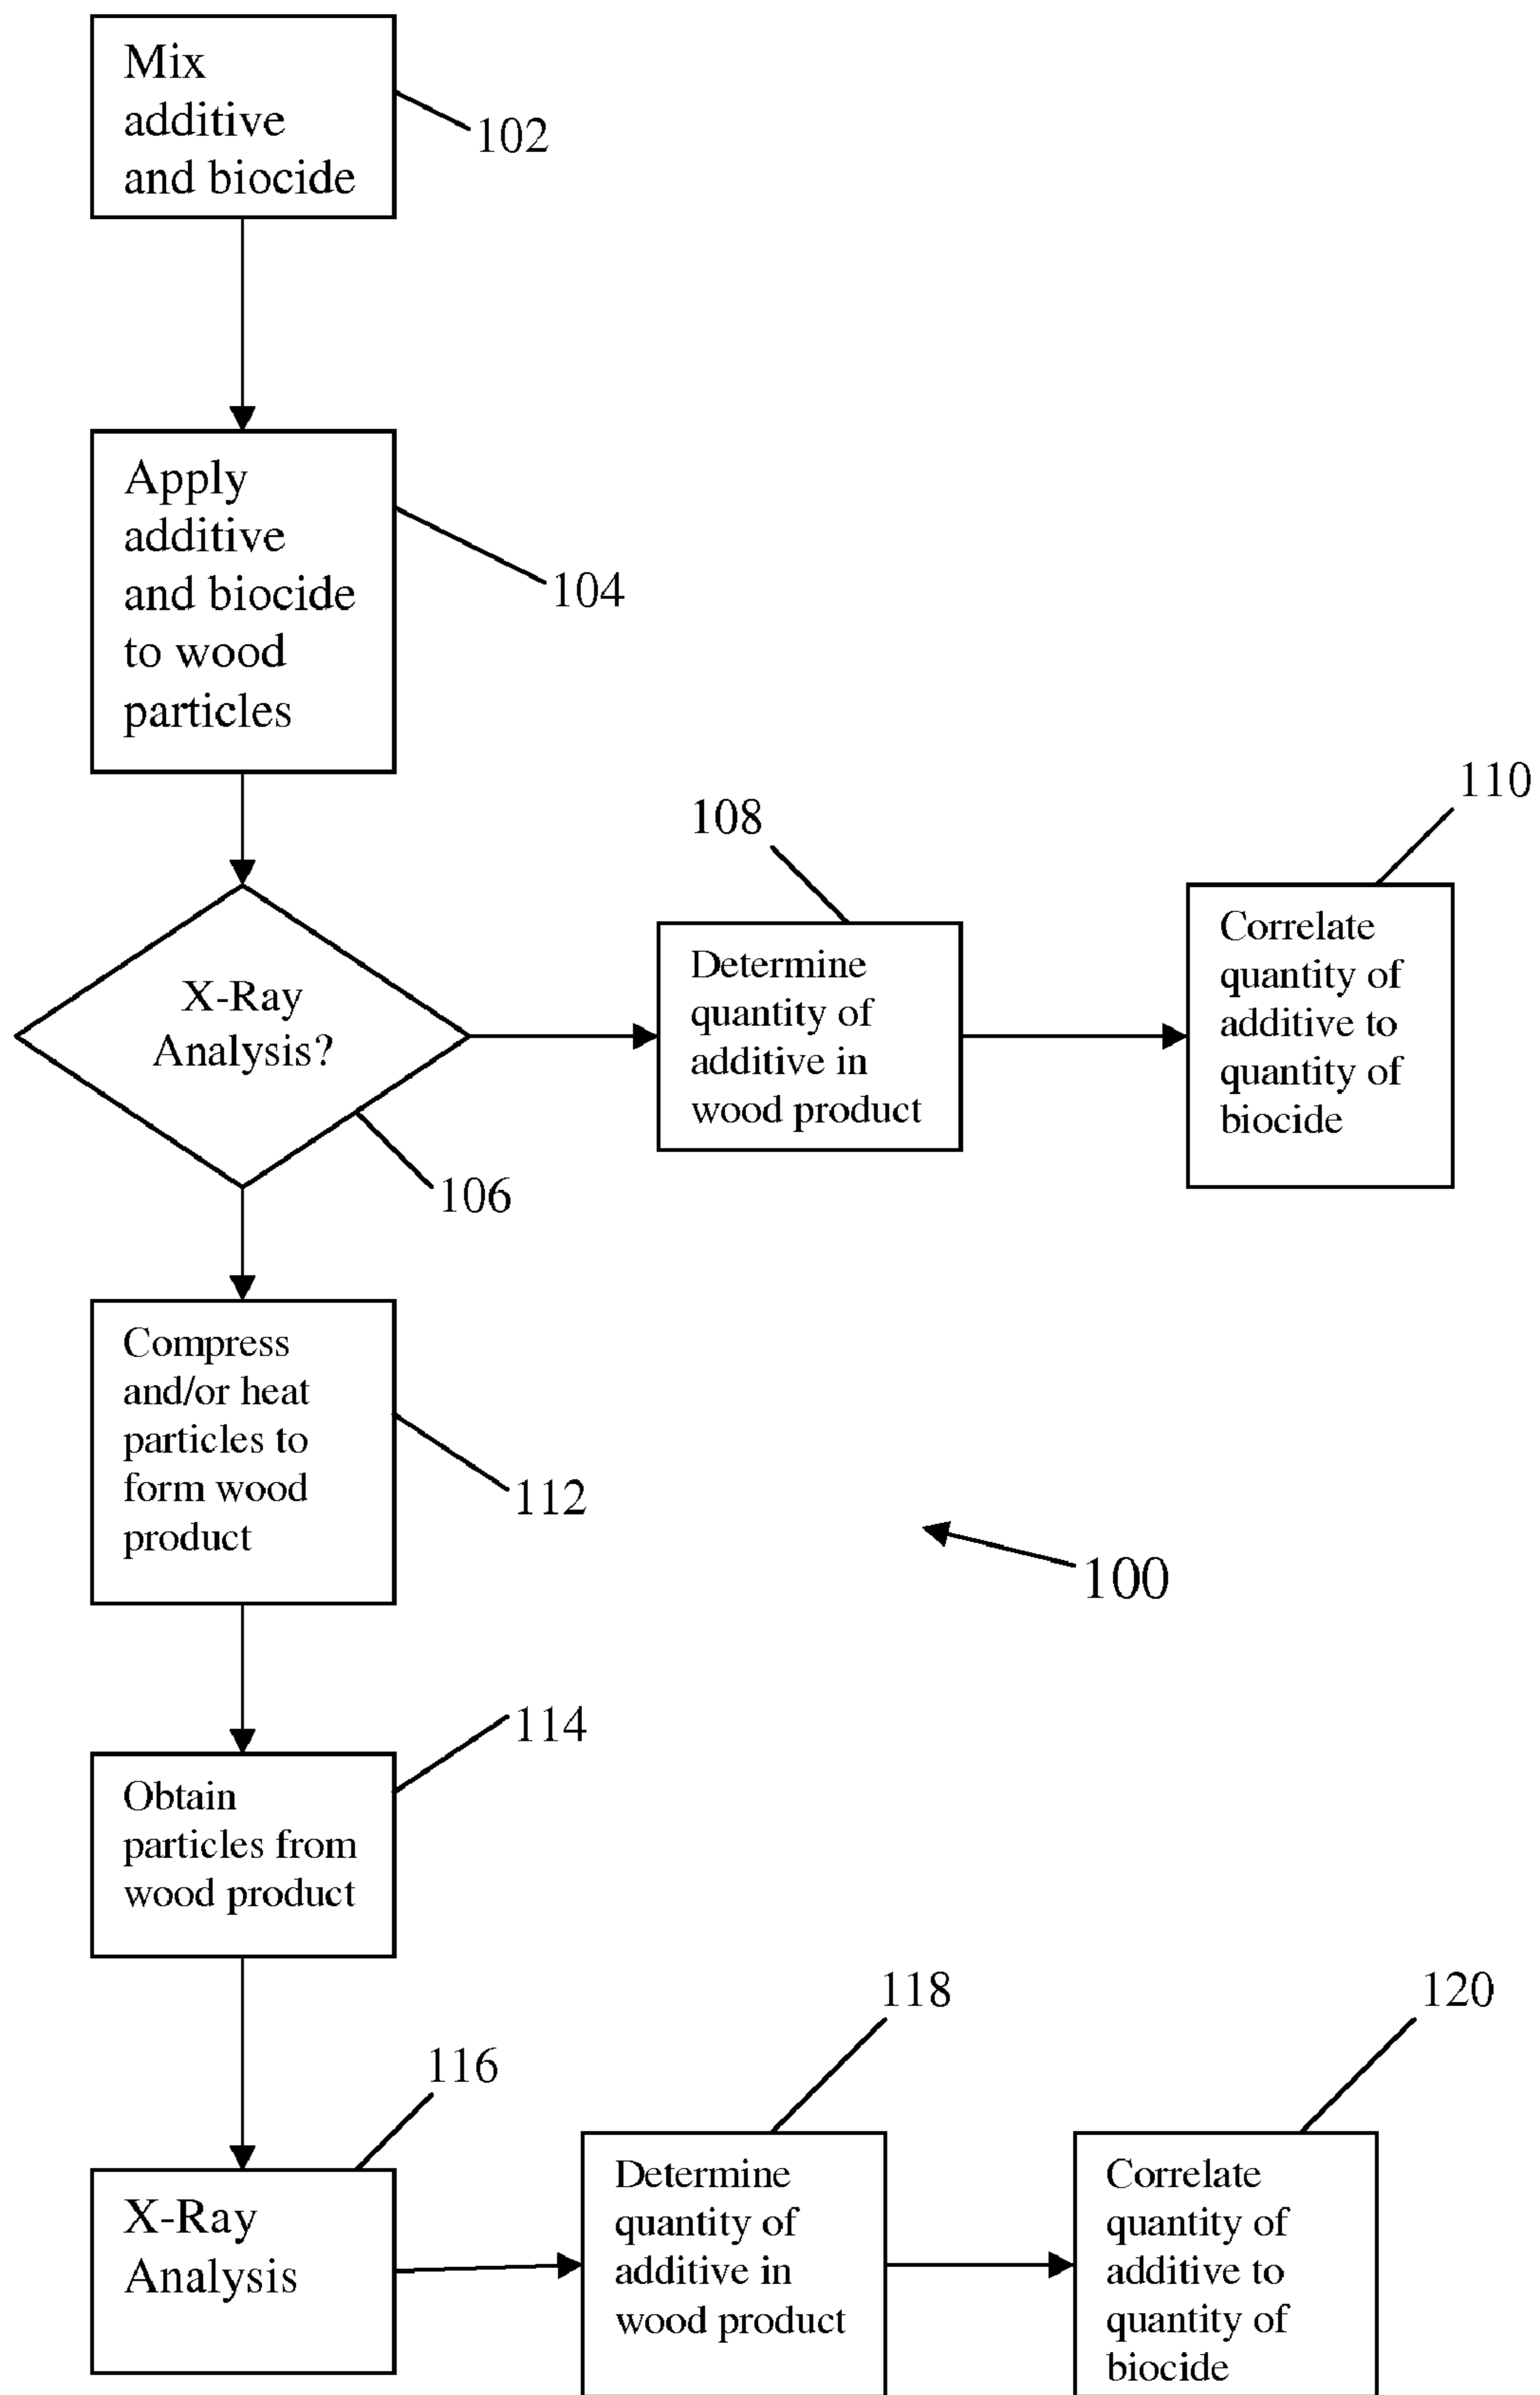 Mix
additive
and biocide
102
Apply
additive
and biocide
to wood
particles
104
X-Ray
Analysis?
106
108
Determine
quantity of
additive in
wood product
110
Correlate
quantity of
additive to
quantity of
biocide
Compress
and/or heat
particles to
form wood
product
112
100
114
Obtain
particles from
wood product
116
X-Ray
Analysis
118
Determine
quantity of
additive in
wood product
120
Correlate
quantity of
additive to
quantity of
biocide